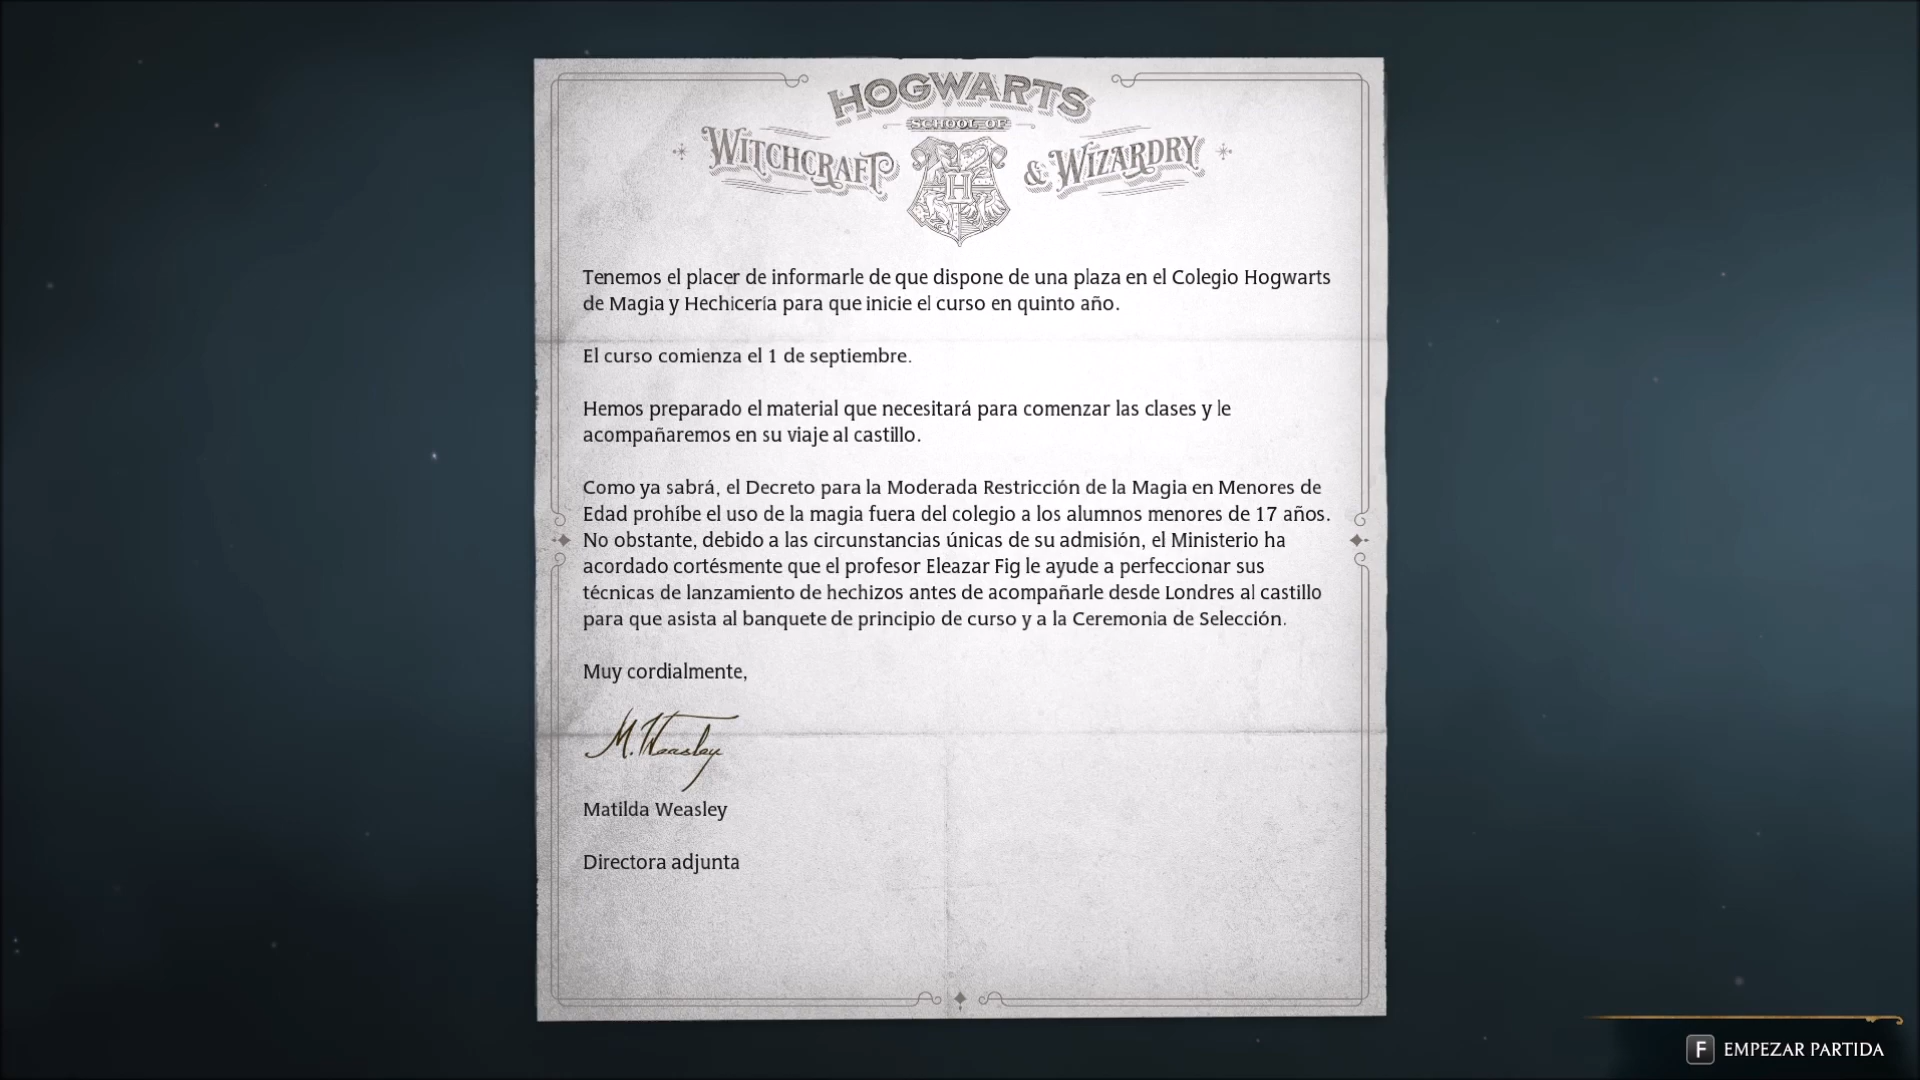 HOGWARTS
SCHOOL OF
WITCHCRAFT & WIZARDRY
H
Tenemos el placer de informarle de que dispone de una plaza en el Colegio Hogwarts
de Magia y Hechicería para que inicie el curso en quinto año.
El curso comienza el 1 de septiembre.
Hemos preparado el material que necesitará para comenzar las clases y le
acompañaremos en su viaje al castillo.
Como ya sabrá, el Decreto para la Moderada Restricción de la Magia en Menores de
Edad prohíbe el uso de la magia fuera del colegio a los alumnos menores de 17 años.
No obstante, debido a las circunstancias únicas de su admisión, el Ministerio ha
acordado cortésmente que el profesor Eleazar Fig le ayude a perfeccionar sus
técnicas de lanzamiento de hechizos antes de acompañarle desde Londres al castillo
para que asista al banquete de principio de curso y a la Ceremonia de Selección.
Muy cordialmente,
M. Weasley
Matilda Weasley
Directora adjunta
F EMPEZAR PARTIDA